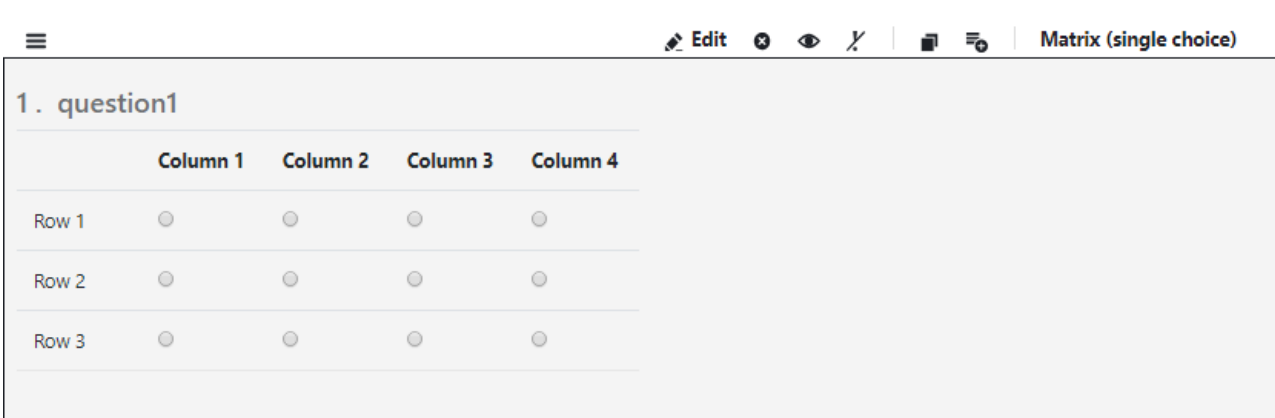 Edit Matrix (single choice)
1. question1
Column 1 Column 2 Column 3 Column 4
Row 1
Row 2
Row 3